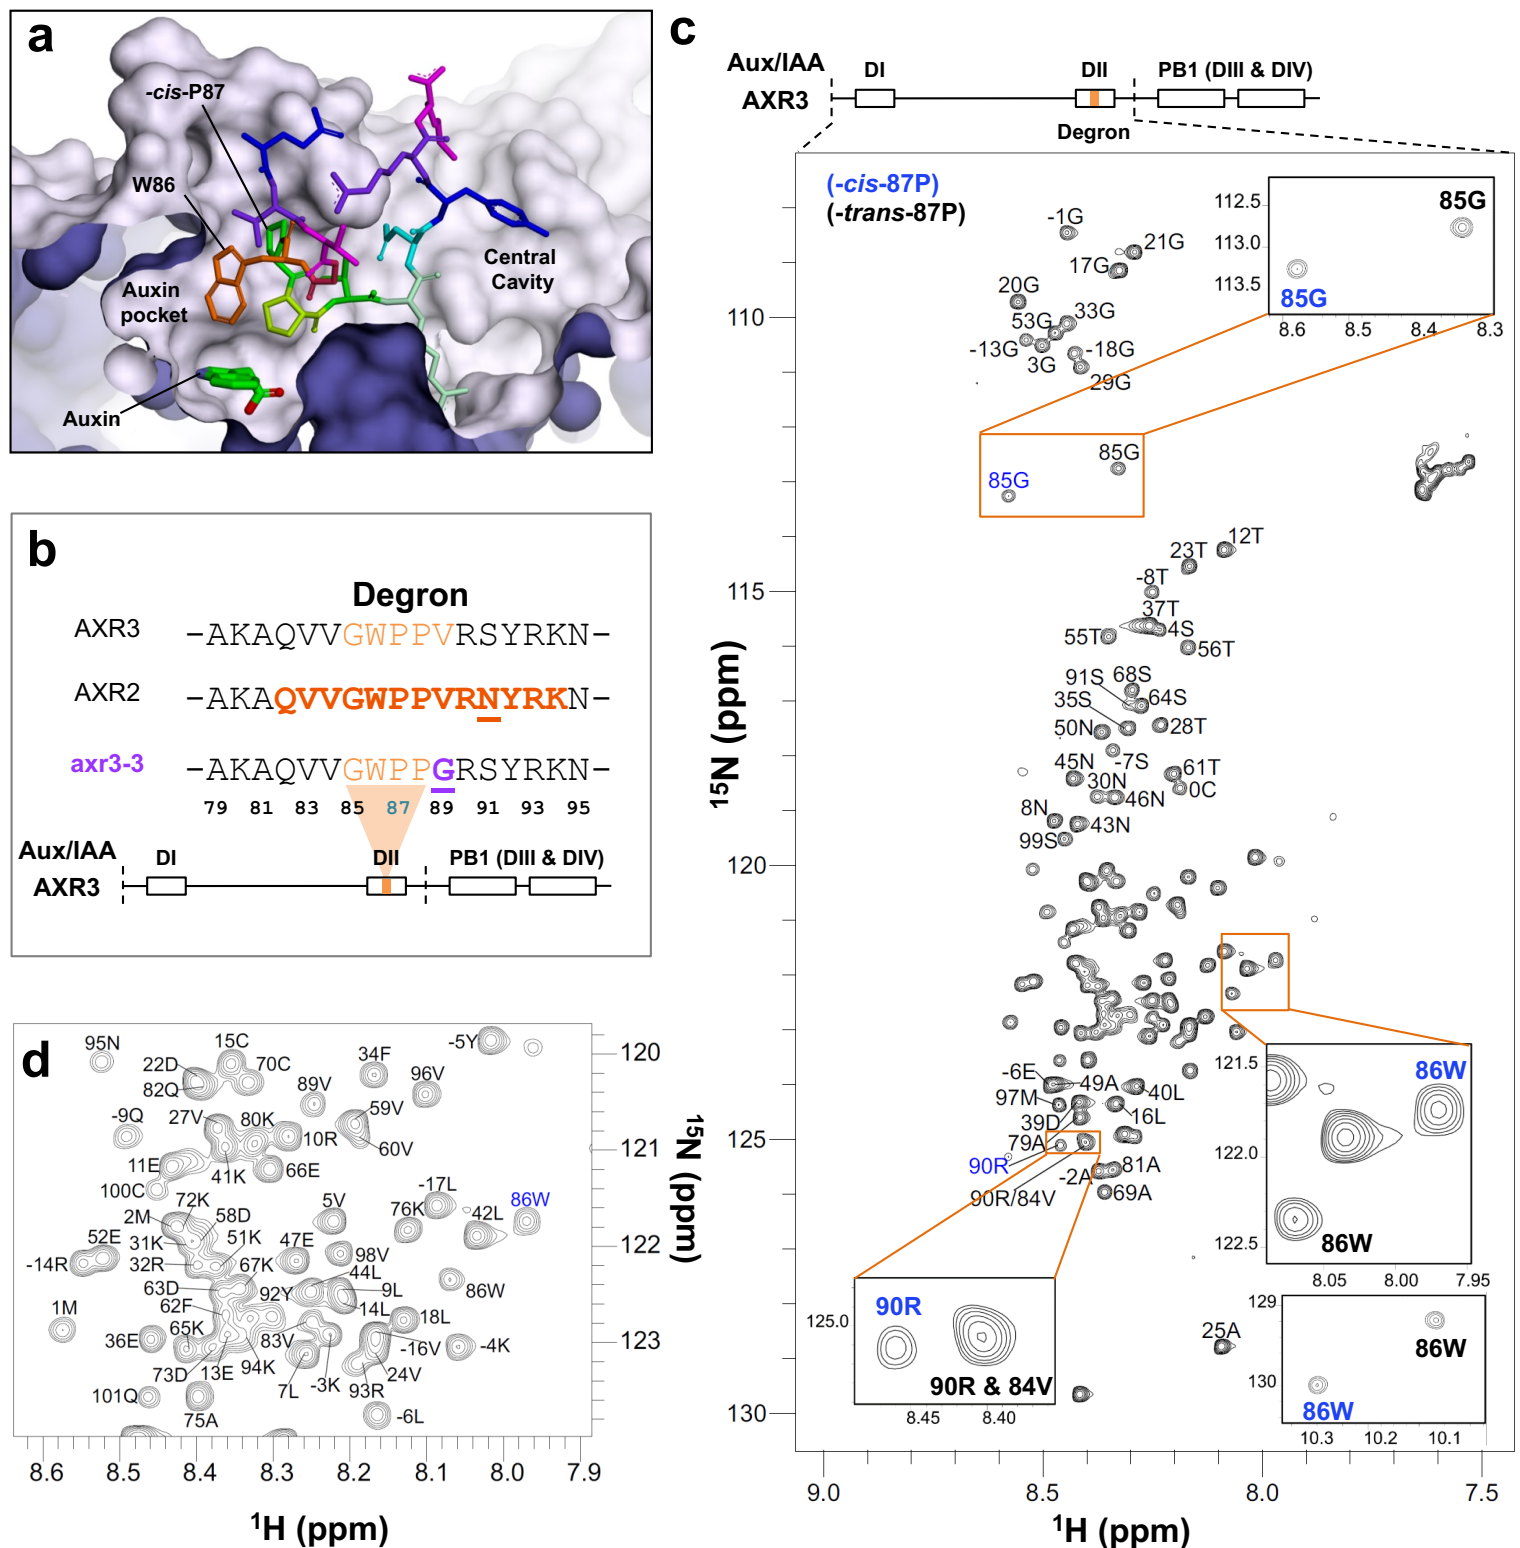 a
-cis-P87
W86
Auxin
pocket
Central
Cavity
Auxin
b
Degron
AXR3 –AKAQVVGWPPVRSYRKN–
AXR2 –AKAQVVGWPPVRNYRKN–
axr3-3 –AKAQVVGWPPGRSYRKN–
79 81 83 85 87 89 91 93 95
Aux/IAA DI DII PB1 (DIII & DIV)
AXR3
c
Aux/IAA DI DII PB1 (DIII & DIV)
AXR3
Degron
(-cis-87P)
(-trans-87P)
-1G
21G
17G
20G
33G
53G
-13G
3G
-18G
29G
112.5
113.0
113.5
85G
85G
8.6 8.5 8.4 8.3
85G
85G
12T
23T
-8T
37T
4S
55T
56T
68S
91S
64S
35S
28T
50N
-7S
45N
61T
30N
0C
46N
8N
43N
99S
-6E
49A
40L
97M
16L
39D
79A
90R
81A
-2A
90R/84V
69A
25A
121.5
122.0
122.5
86W
86W
8.05 8.00 7.95
90R
125.0
90R & 84V
8.45 8.40
129
130
86W
86W
10.3 10.2 10.1
110
115
120
125
130
15N (ppm)
9.0 8.5 8.0 7.5
1H (ppm)
d
95N
15C
-5Y
22D
70C
34F
82Q
89V
96V
-9Q
27V
80K
59V
10R
60V
11E
41K
66E
100C
-17L
72K
5V
76K
42L
86W
2M
58D
31K
51K
47E
52E
98V
-14R
32R
67K
44L
63D
92Y
9L
86W
62F
14L
1M
18L
65K
83V
36E
-16V
-4K
73D
13E
94K
24V
7L
-3K
93R
101Q
75A
-6L
120
121
122
123
15N (ppm)
8.6 8.5 8.4 8.3 8.2 8.1 8.0 7.9
1H (ppm)